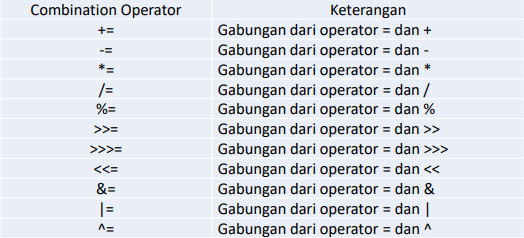 Combination Operator Keterangan
+= Gabungan dari operator = dan +
-= Gabungan dari operator = dan -
*= Gabungan dari operator = dan *
/= Gabungan dari operator = dan /
%= Gabungan dari operator = dan %
>>= Gabungan dari operator = dan >>
>>>= Gabungan dari operator = dan >>>
<<= Gabungan dari operator = dan <<
&= Gabungan dari operator = dan &
|= Gabungan dari operator = dan |
^= Gabungan dari operator = dan ^